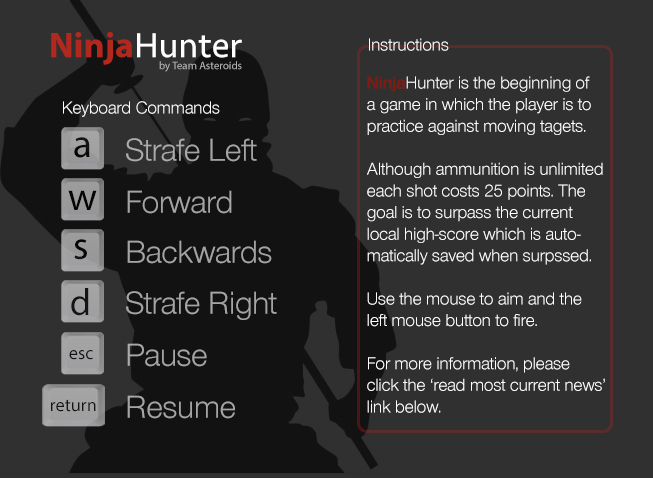 NinjaHunter
by Team Asteroids
Keyboard Commands
a Strafe Left
w Forward
s Backwards
d Strafe Right
esc Pause
return Resume
Instructions
NinjaHunter is the beginning of
a game in which the player is to
practice against moving tagets.
Although ammunition is unlimited
each shot costs 25 points. The
goal is to surpass the current
local high-score which is auto-
matically saved when surpssed.
Use the mouse to aim and the
left mouse button to fire.
For more information, please
click the ‘read most current news’
link below.